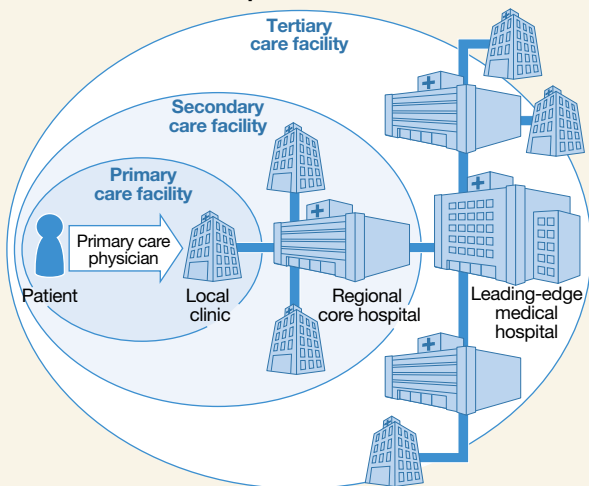 Tertiary
care facility
Secondary
care facility
Primary
care facility
Primary care
physician
Patient
Local
clinic
Regional
core hospital
Leading-edge
medical
hospital